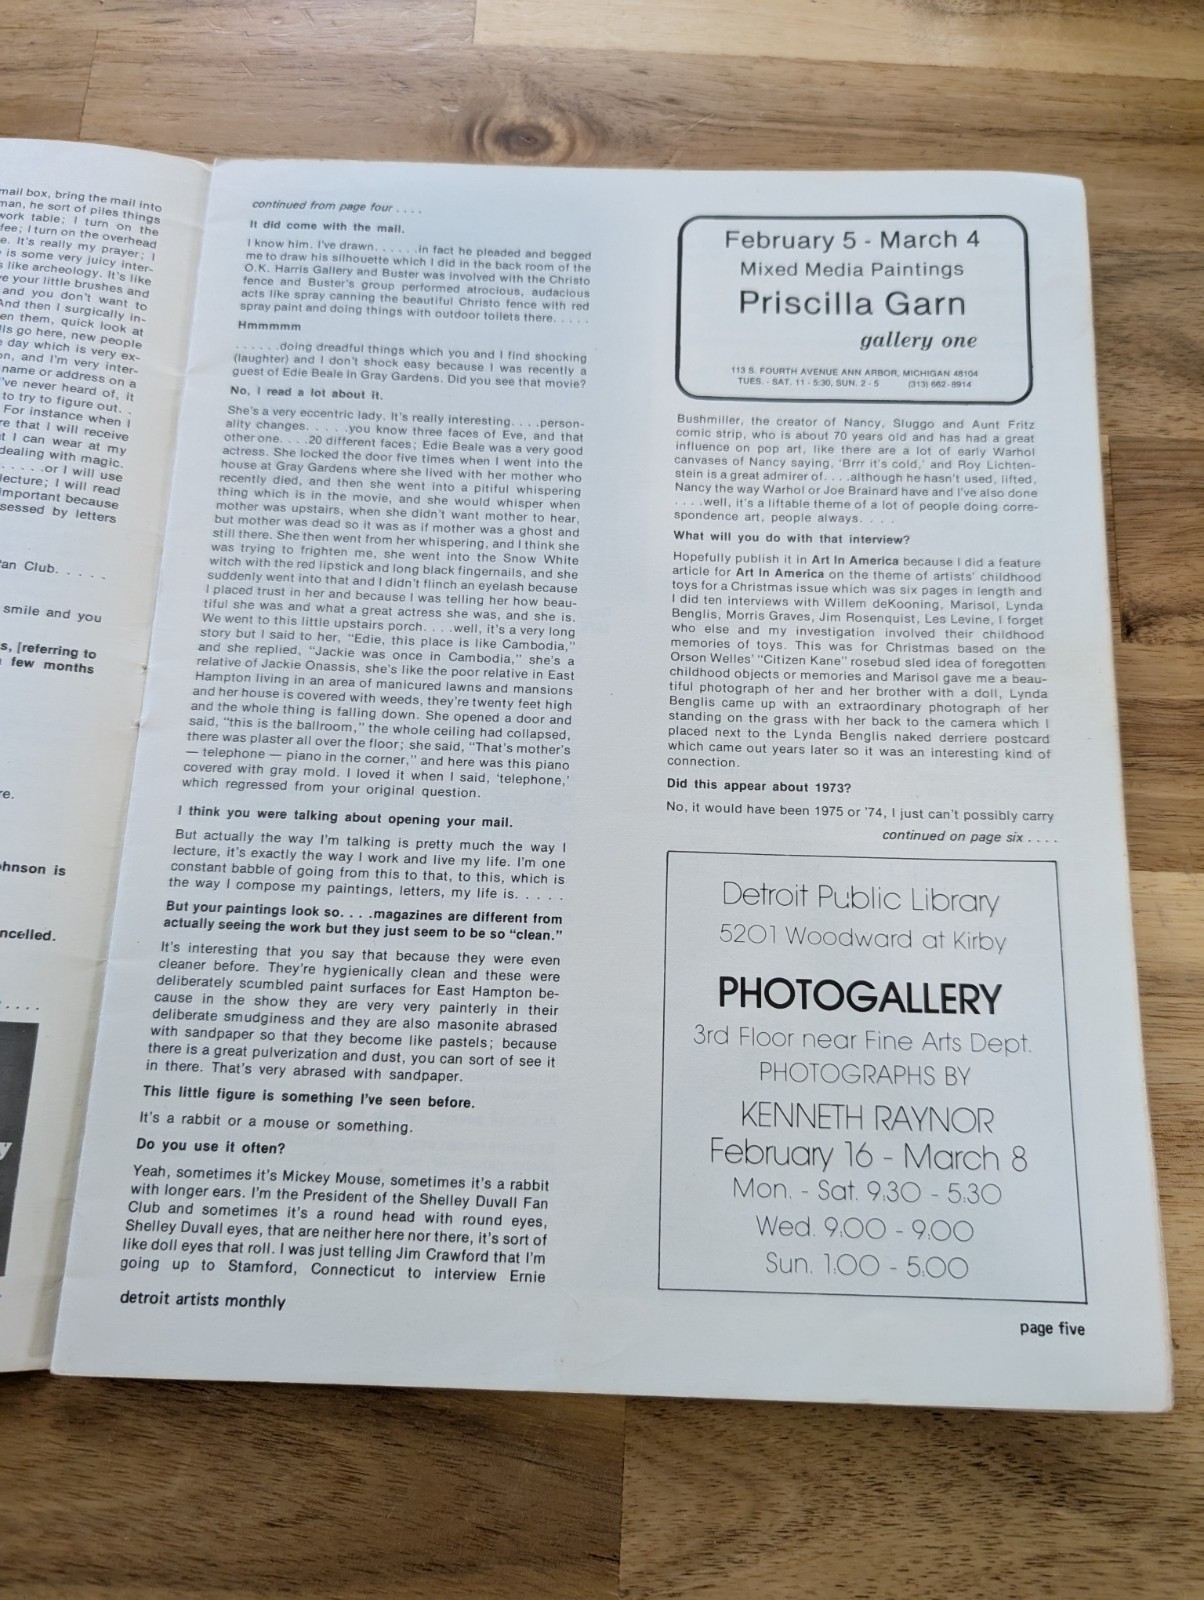 mail box, bring the mail into
man, he sort of piles things
work table; I turn on the
fee; I turn on the overhead
e. It's really my prayer; I
is some very juicy inter-
s like archeology. It's like
e your little brushes and
and you don't want to
And then I surgically in-
en them, quick look at
lls go here, new people
day which is very ex-
on, and I'm very inter-
name or address on a
've never heard of, it
to try to figure out. .
For instance when I
re that I will receive
t I can wear at my
dealing with magic.
. . . . .or I will use
lecture; I will read
important because
sessed by letters
an Club. . . . .
smile and you
s, [referring to
few months
re.
ohnson is
ncelled.
. . . . .
y
continued from page four . . . .
It did come with the mail.
I know him. I've drawn. . . . . .in fact he pleaded and begged
me to draw his silhouette which I did in the back room of the
O.K. Harris Gallery and Buster was involved with the Christo
fence and Buster's group performed atrocious, audacious
acts like spray canning the beautiful Christo fence with red
spray paint and doing things with outdoor toilets there. . . . .
Hmmmmm
. . . . . .doing dreadful things which you and I find shocking
(laughter) and I don't shock easy because I was recently a
guest of Edie Beale in Gray Gardens. Did you see that movie?
No, I read a lot about it.
She's a very eccentric lady. It's really interesting. . . .person-
ality changes. . . . .you know three faces of Eve, and that
other one. . . .20 different faces; Edie Beale was a very good
actress. She locked the door five times when I went into the
house at Gray Gardens where she lived with her mother who
recently died, and then she went into a pitiful whispering
thing which is in the movie, and she would whisper when
mother was upstairs, when she didn't want mother to hear,
but mother was dead so it was as if mother was a ghost and
still there. She then went from her whispering, and I think she
was trying to frighten me, she went into the Snow White
witch with the red lipstick and long black fingernails, and she
suddenly went into that and I didn't flinch an eyelash because
I placed trust in her and because I was telling her how beau-
tiful she was and what a great actress she was, and she is.
We went to this little upstairs porch. . . .well, it's a very long
story but I said to her, "Edie, this place is like Cambodia,"
and she replied, "Jackie was once in Cambodia," she's a
relative of Jackie Onassis, she's like the poor relative in East
Hampton living in an area of manicured lawns and mansions
and her house is covered with weeds, they're twenty feet high
and the whole thing is falling down. She opened a door and
said, "this is the ballroom," the whole ceiling had collapsed,
there was plaster all over the floor; she said, "That's mother's
— telephone — piano in the corner," and here was this piano
covered with gray mold. I loved it when I said, 'telephone,'
which regressed from your original question.
I think you were talking about opening your mail.
But actually the way I'm talking is pretty much the way I
lecture, it's exactly the way I work and live my life. I'm one
constant babble of going from this to that, to this, which is
the way I compose my paintings, letters, my life is. . . . .
But your paintings look so. . . .magazines are different from
actually seeing the work but they just seem to be so "clean."
It's interesting that you say that because they were even
cleaner before. They're hygienically clean and these were
deliberately scumbled paint surfaces for East Hampton be-
cause in the show they are very very painterly in their
deliberate smudginess and they are also masonite abrased
with sandpaper so that they become like pastels; because
there is a great pulverization and dust, you can sort of see it
in there. That's very abrased with sandpaper.
This little figure is something I've seen before.
It's a rabbit or a mouse or something.
Do you use it often?
Yeah, sometimes it's Mickey Mouse, sometimes it's a rabbit
with longer ears. I'm the President of the Shelley Duvall Fan
Club and sometimes it's a round head with round eyes,
Shelley Duvall eyes, that are neither here nor there, it's sort of
like doll eyes that roll. I was just telling Jim Crawford that I'm
going up to Stamford, Connecticut to interview Ernie
February 5 - March 4
Mixed Media Paintings
Priscilla Garn
gallery one
113 S. FOURTH AVENUE ANN ARBOR, MICHIGAN 48104
TUES. - SAT. 11 - 5:30, SUN. 2 - 5 (313) 662-8914
Bushmiller, the creator of Nancy, Sluggo and Aunt Fritz
comic strip, who is about 70 years old and has had a great
influence on pop art, like there are a lot of early Warhol
canvases of Nancy saying, 'Brrr it's cold,' and Roy Lichten-
stein is a great admirer of. . . .although he hasn't used, lifted,
Nancy the way Warhol or Joe Brainard have and I've also done
. . . .well, it's a liftable theme of a lot of people doing corre-
spondence art, people always. . . .
What will you do with that interview?
Hopefully publish it in Art In America because I did a feature
article for Art In America on the theme of artists' childhood
toys for a Christmas issue which was six pages in length and
I did ten interviews with Willem deKooning, Marisol, Lynda
Benglis, Morris Graves, Jim Rosenquist, Les Levine, I forget
who else and my investigation involved their childhood
memories of toys. This was for Christmas based on the
Orson Welles' "Citizen Kane" rosebud sled idea of foregotten
childhood objects or memories and Marisol gave me a beau-
tiful photograph of her and her brother with a doll, Lynda
Benglis came up with an extraordinary photograph of her
standing on the grass with her back to the camera which I
placed next to the Lynda Benglis naked derriere postcard
which came out years later so it was an interesting kind of
connection.
Did this appear about 1973?
No, it would have been 1975 or '74, I just can't possibly carry
continued on page six . . . .
Detroit Public Library
5201 Woodward at Kirby
PHOTOGALLERY
3rd Floor near Fine Arts Dept.
PHOTOGRAPHS BY
KENNETH RAYNOR
February 16 - March 8
Mon. - Sat. 9:30 - 5:30
Wed. 9:00 - 9:00
Sun. 1:00 - 5:00
detroit artists monthly
page five